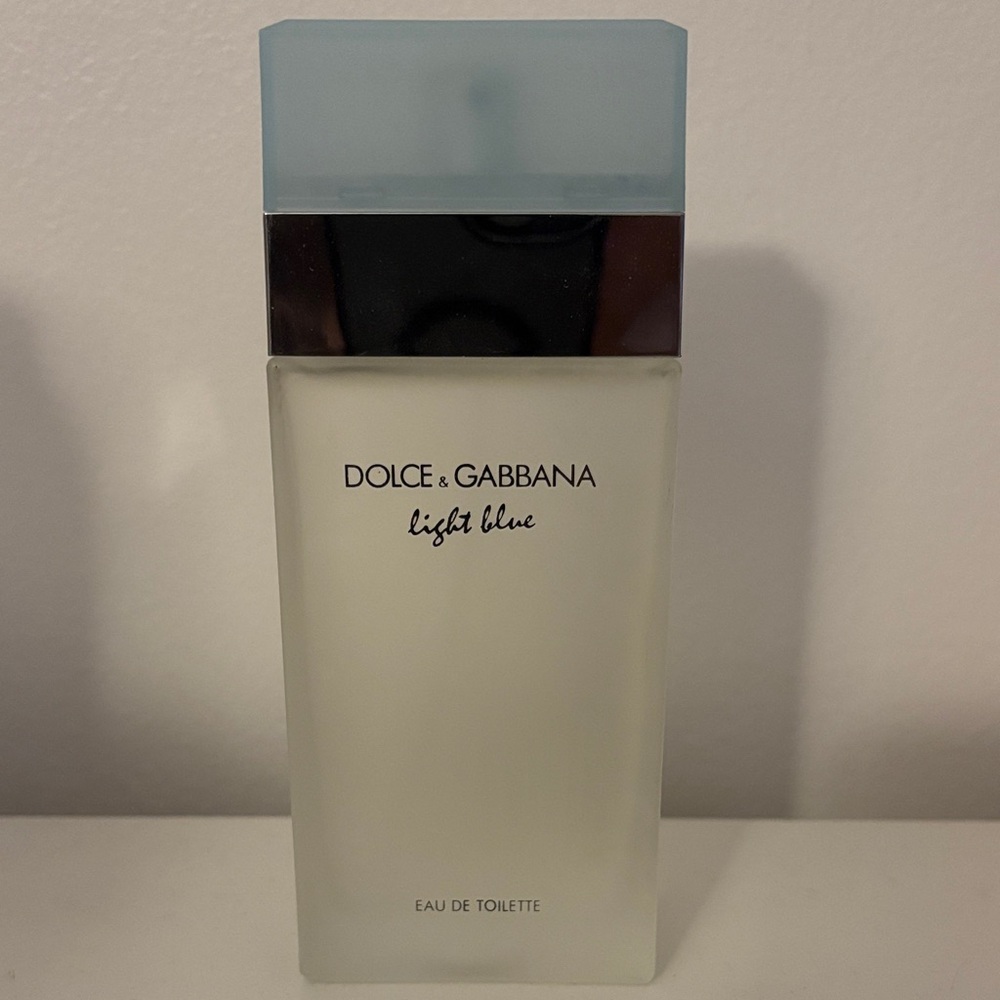 DOLCE & GABBANA
light blue
EAU DE TOILETTE